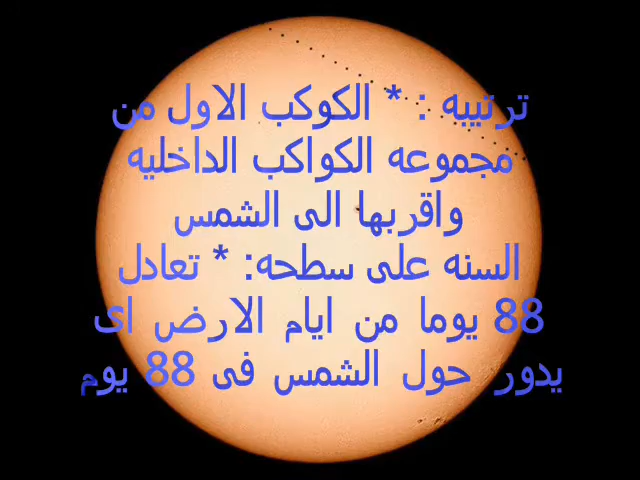 ترتيبه : * الكوكب الاول من
مجموعه الكواكب الداخليه
واقربها الى الشمس
السنه على سطحه: * تعادل
88 يوما من ايام الارض اى
يدور حول الشمس فى 88 يوم